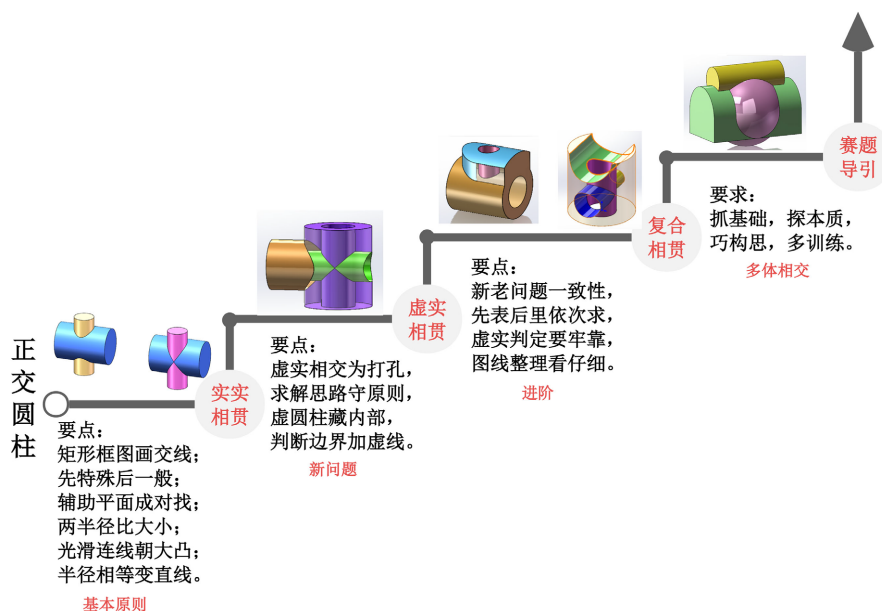 正交圆柱
要点：
矩形框图画交线；
先特殊后一般；
辅助平面成对找；
两半径比大小；
光滑连线朝大凸；
半径相等变直线。
基本原则
实实
相贯
要点：
虚实相交为打孔，
求解思路守原则，
虚圆柱藏内部，
判断边界加虚线。
新问题
虚实
相贯
要点：
新老问题一致性，
先表后里依次求，
虚实判定要牢靠，
图线整理看仔细。
进阶
复合
相贯
要求：
抓基础，探本质，
巧构思，多训练。
多体相交
赛题
导引